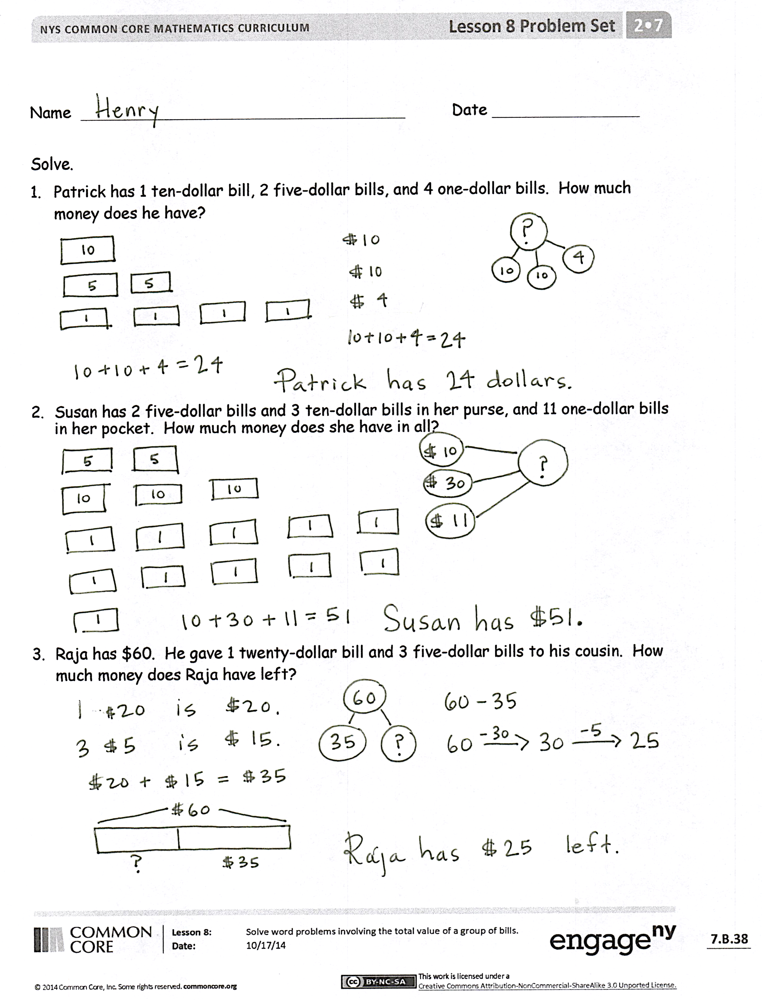 NYS COMMON CORE MATHEMATICS CURRICULUM Lesson 8 Problem Set 2•7
Name Henry Date
Solve.
1. Patrick has 1 ten-dollar bill, 2 five-dollar bills, and 4 one-dollar bills. How much
money does he have?
10
5 5
1 1 1 1
$10
$10
$ 4
10+10+4=24
?
10 10 4
10+10+4=24
Patrick has 24 dollars.
2. Susan has 2 five-dollar bills and 3 ten-dollar bills in her purse, and 11 one-dollar bills
in her pocket. How much money does she have in all?
5 5
10 10 10
1 1 1 1 1
1 1 1 1 1
1
$ 10
$ 30
$ 11
?
10+30+11=51
Susan has $51.
3. Raja has $60. He gave 1 twenty-dollar bill and 3 five-dollar bills to his cousin. How
much money does Raja have left?
1 $20 is $20.
3 $5 is $ 15.
$20 + $15 = $35
60
35 ?
60-35
60 -30 → 30 -5 → 25
$60
? $35
Raja has $25 left.
COMMON
CORE
Lesson 8: Solve word problems involving the total value of a group of bills.
Date: 10/17/14
engageny
7.B.38
© 2014 Common Core, Inc. Some rights reserved. commoncore.org
cc BY-NC-SA
This work is licensed under a
Creative Commons Attribution-NonCommercial-ShareAlike 3.0 Unported License.